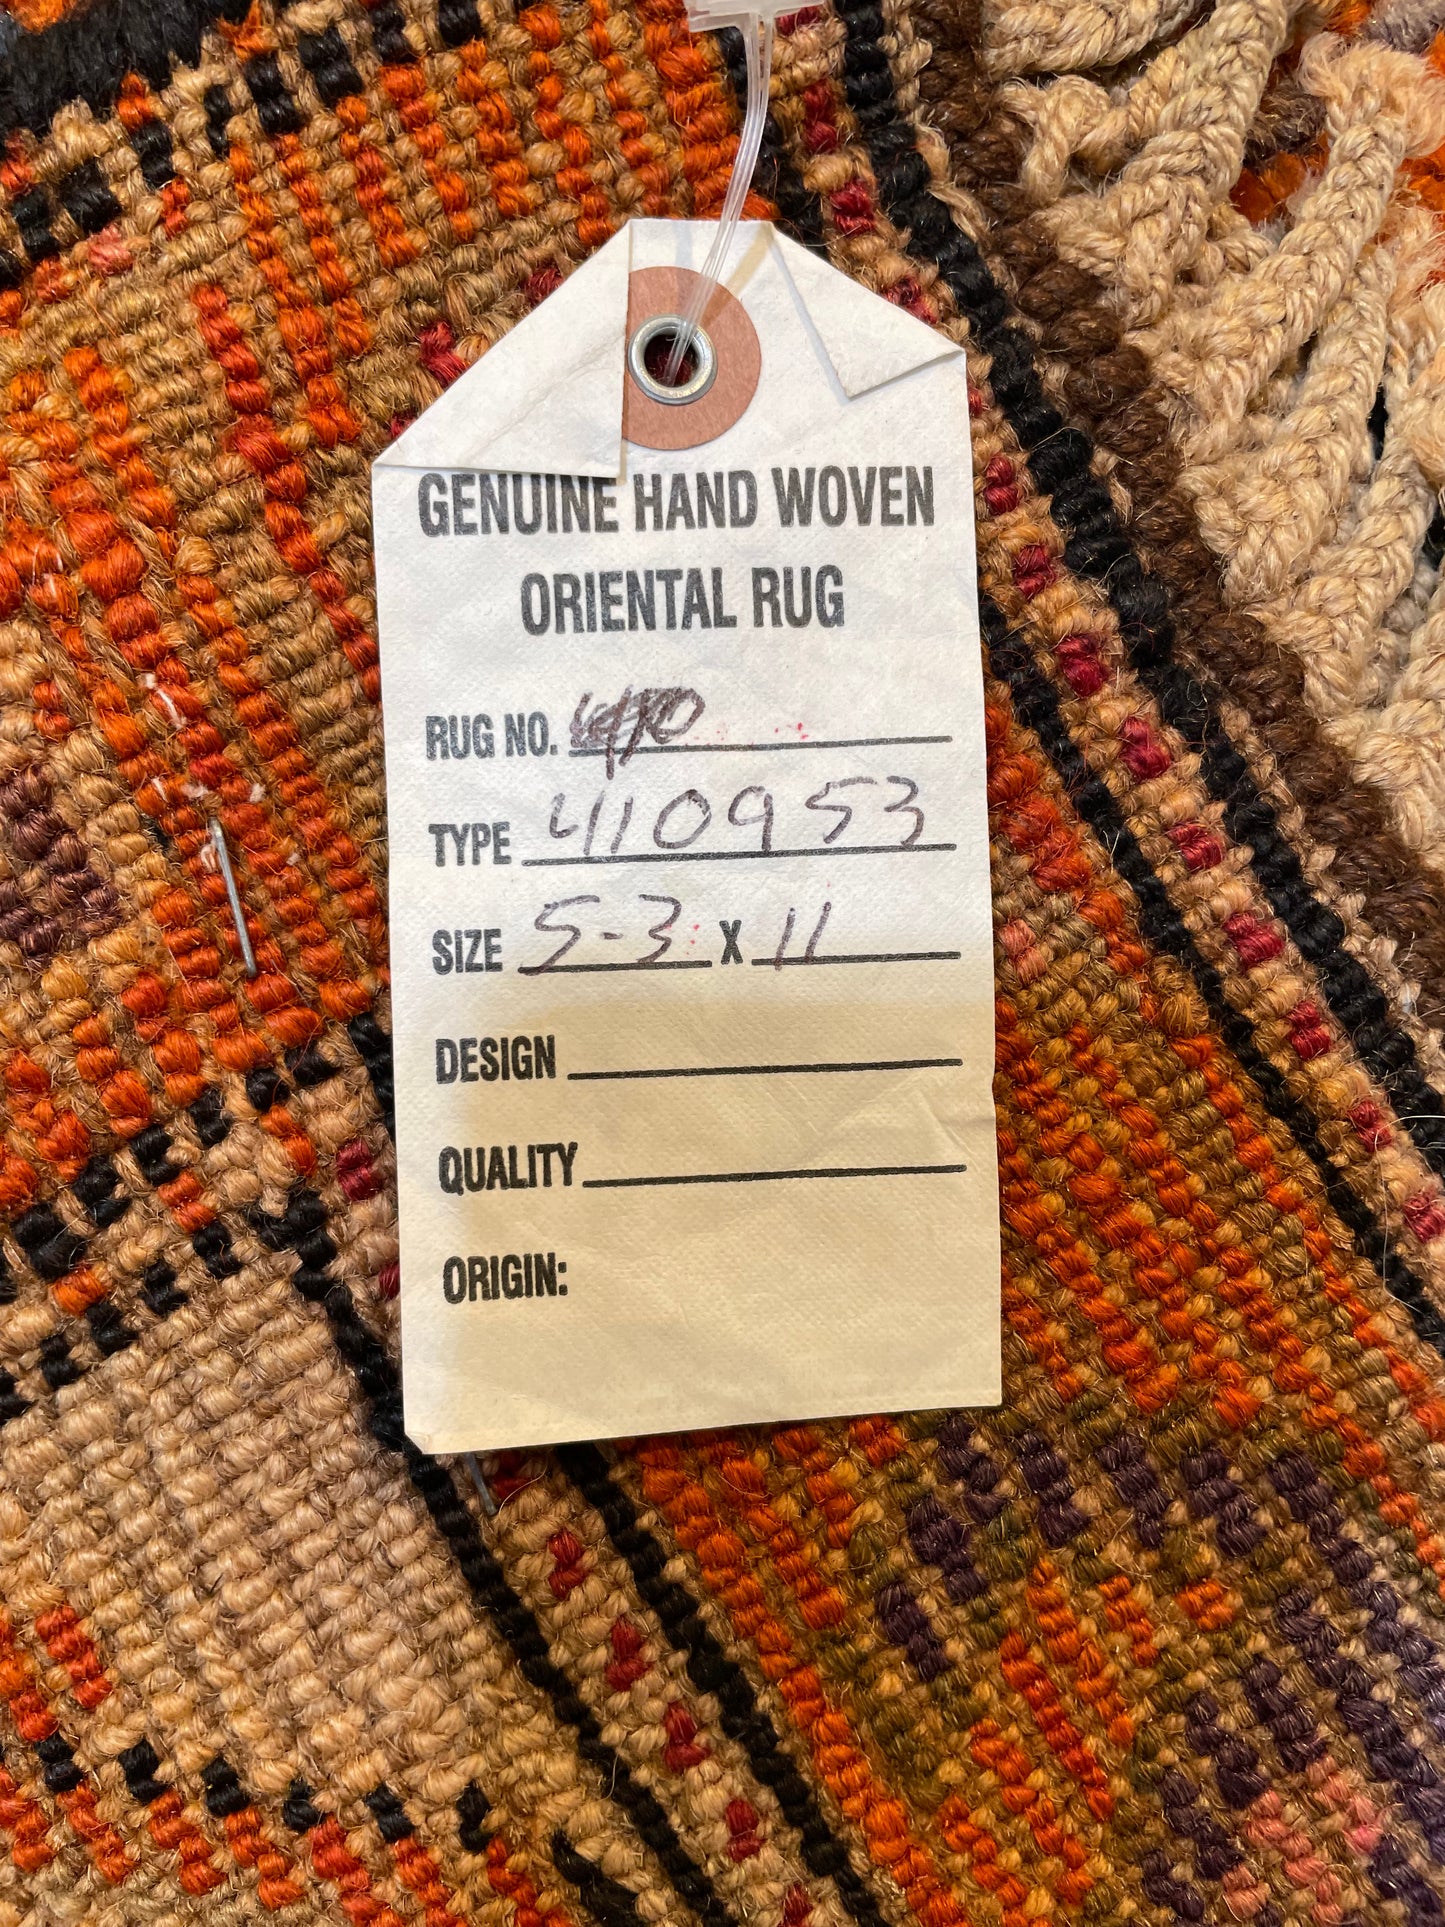 GENUINE HAND WOVEN
ORIENTAL RUG
RUG NO.
TYPE 410953
SIZE 5-3 X 11
DESIGN
QUALITY
ORIGIN: